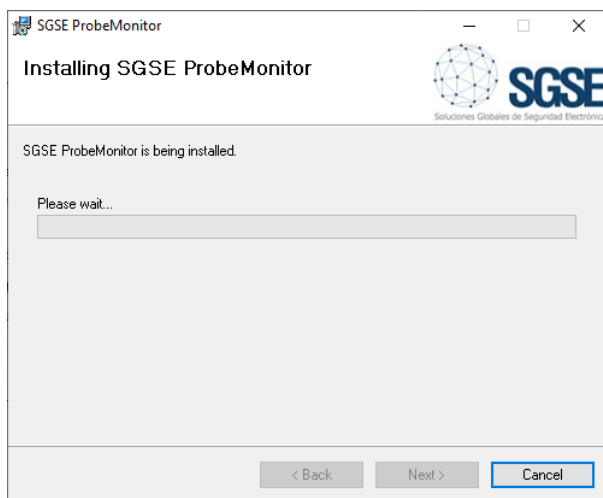 SGSE ProbeMonitor
Installing SGSE ProbeMonitor
SGSE
Soluciones Globales de Seguridad Electrónica
SGSE ProbeMonitor is being installed.
Please wait...
< Back
Next >
Cancel